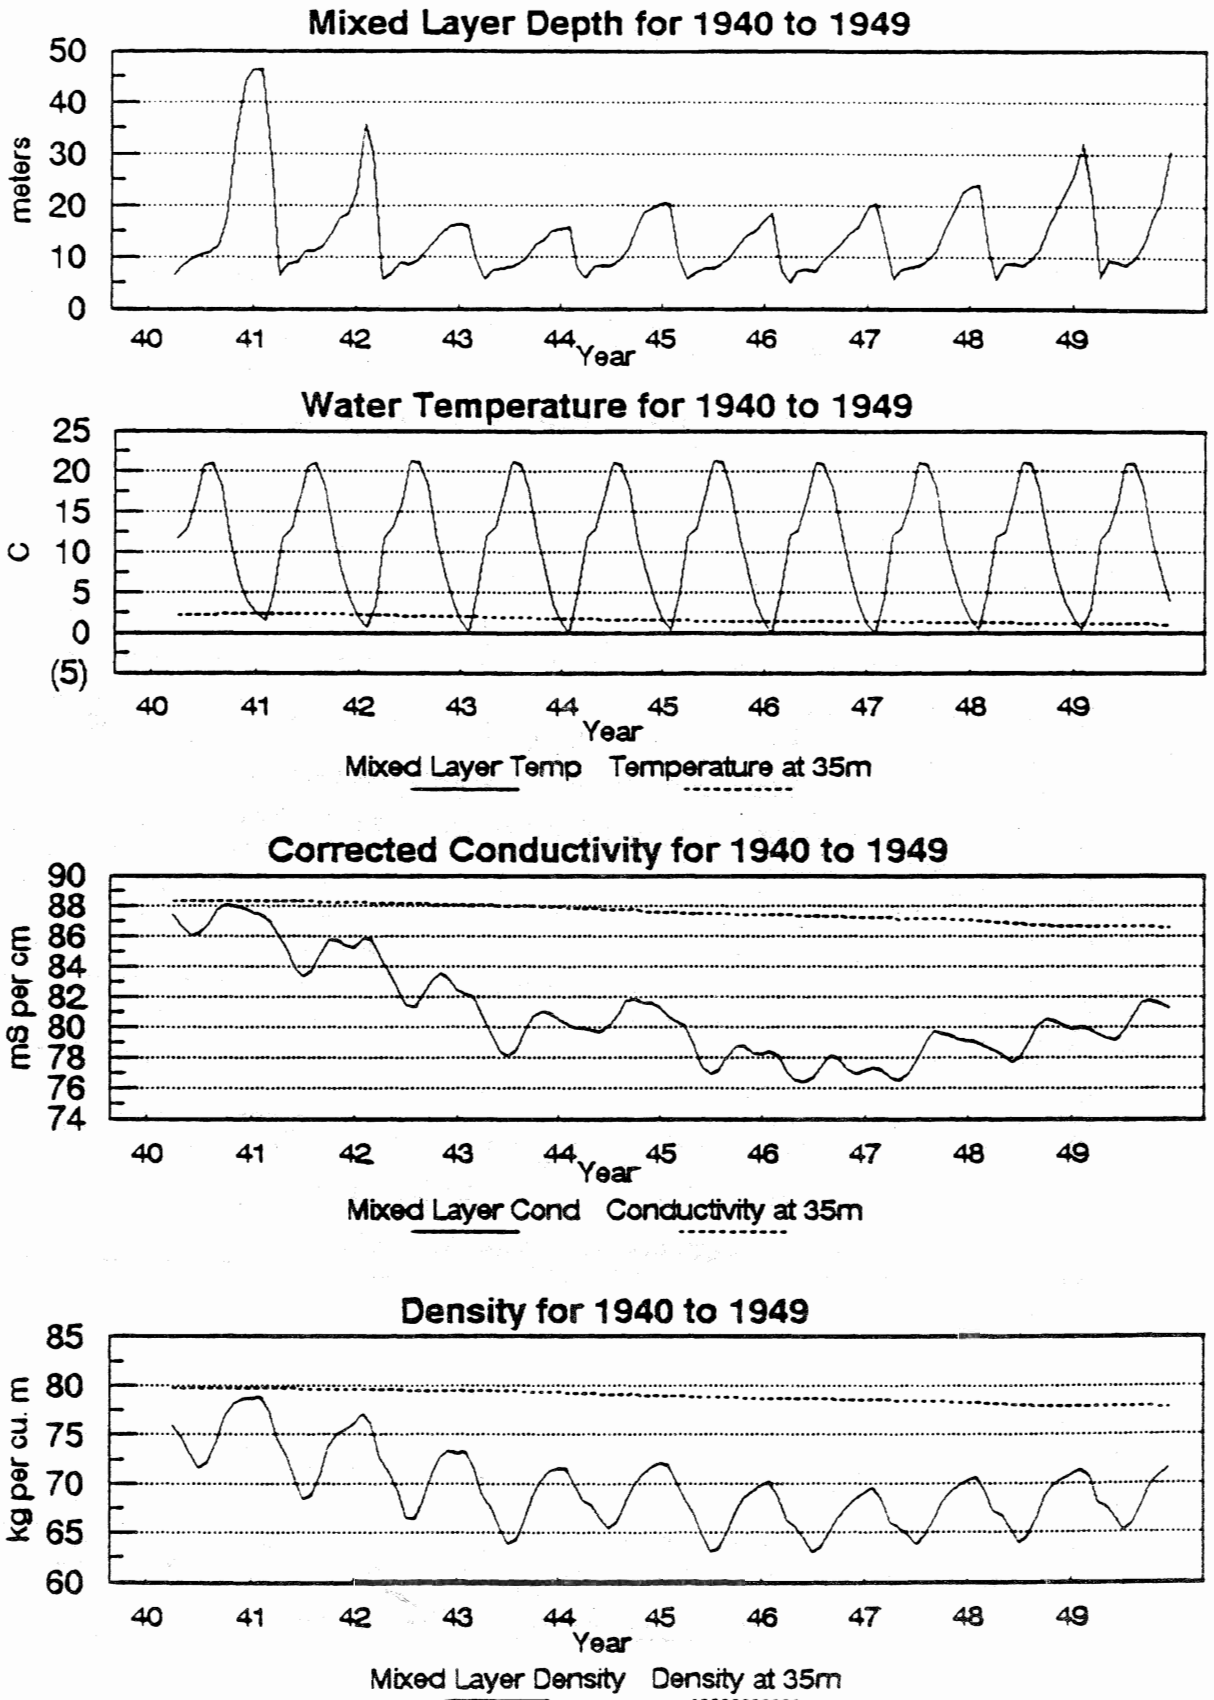 Mixed Layer Depth for 1940 to 1949
50
40
30
20
10
0
meters
40 41 42 43 44 45 46 47 48 49
Year
Water Temperature for 1940 to 1949
25
20
15
10
5
0
(5)
C
40 41 42 43 44 45 46 47 48 49
Year
Mixed Layer Temp Temperature at 35m
Corrected Conductivity for 1940 to 1949
90
88
86
84
82
80
78
76
74
mS per cm
40 41 42 43 44 45 46 47 48 49
Year
Mixed Layer Cond Conductivity at 35m
Density for 1940 to 1949
85
80
75
70
65
60
kg per cu. m
40 41 42 43 44 45 46 47 48 49
Year
Mixed Layer Density Density at 35m